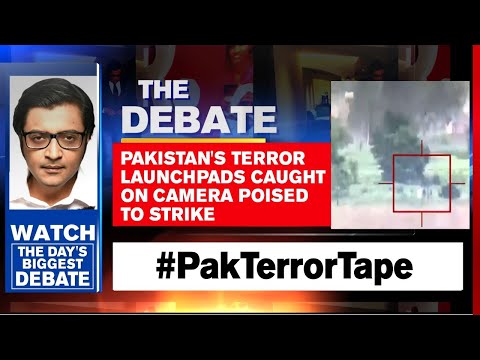 THE
DEBATE
PAKISTAN'S TERROR
LAUNCHPADS CAUGHT
ON CAMERA POISED
TO STRIKE
WATCH
THE DAY'S
BIGGEST
DEBATE
#PakTerrorTape